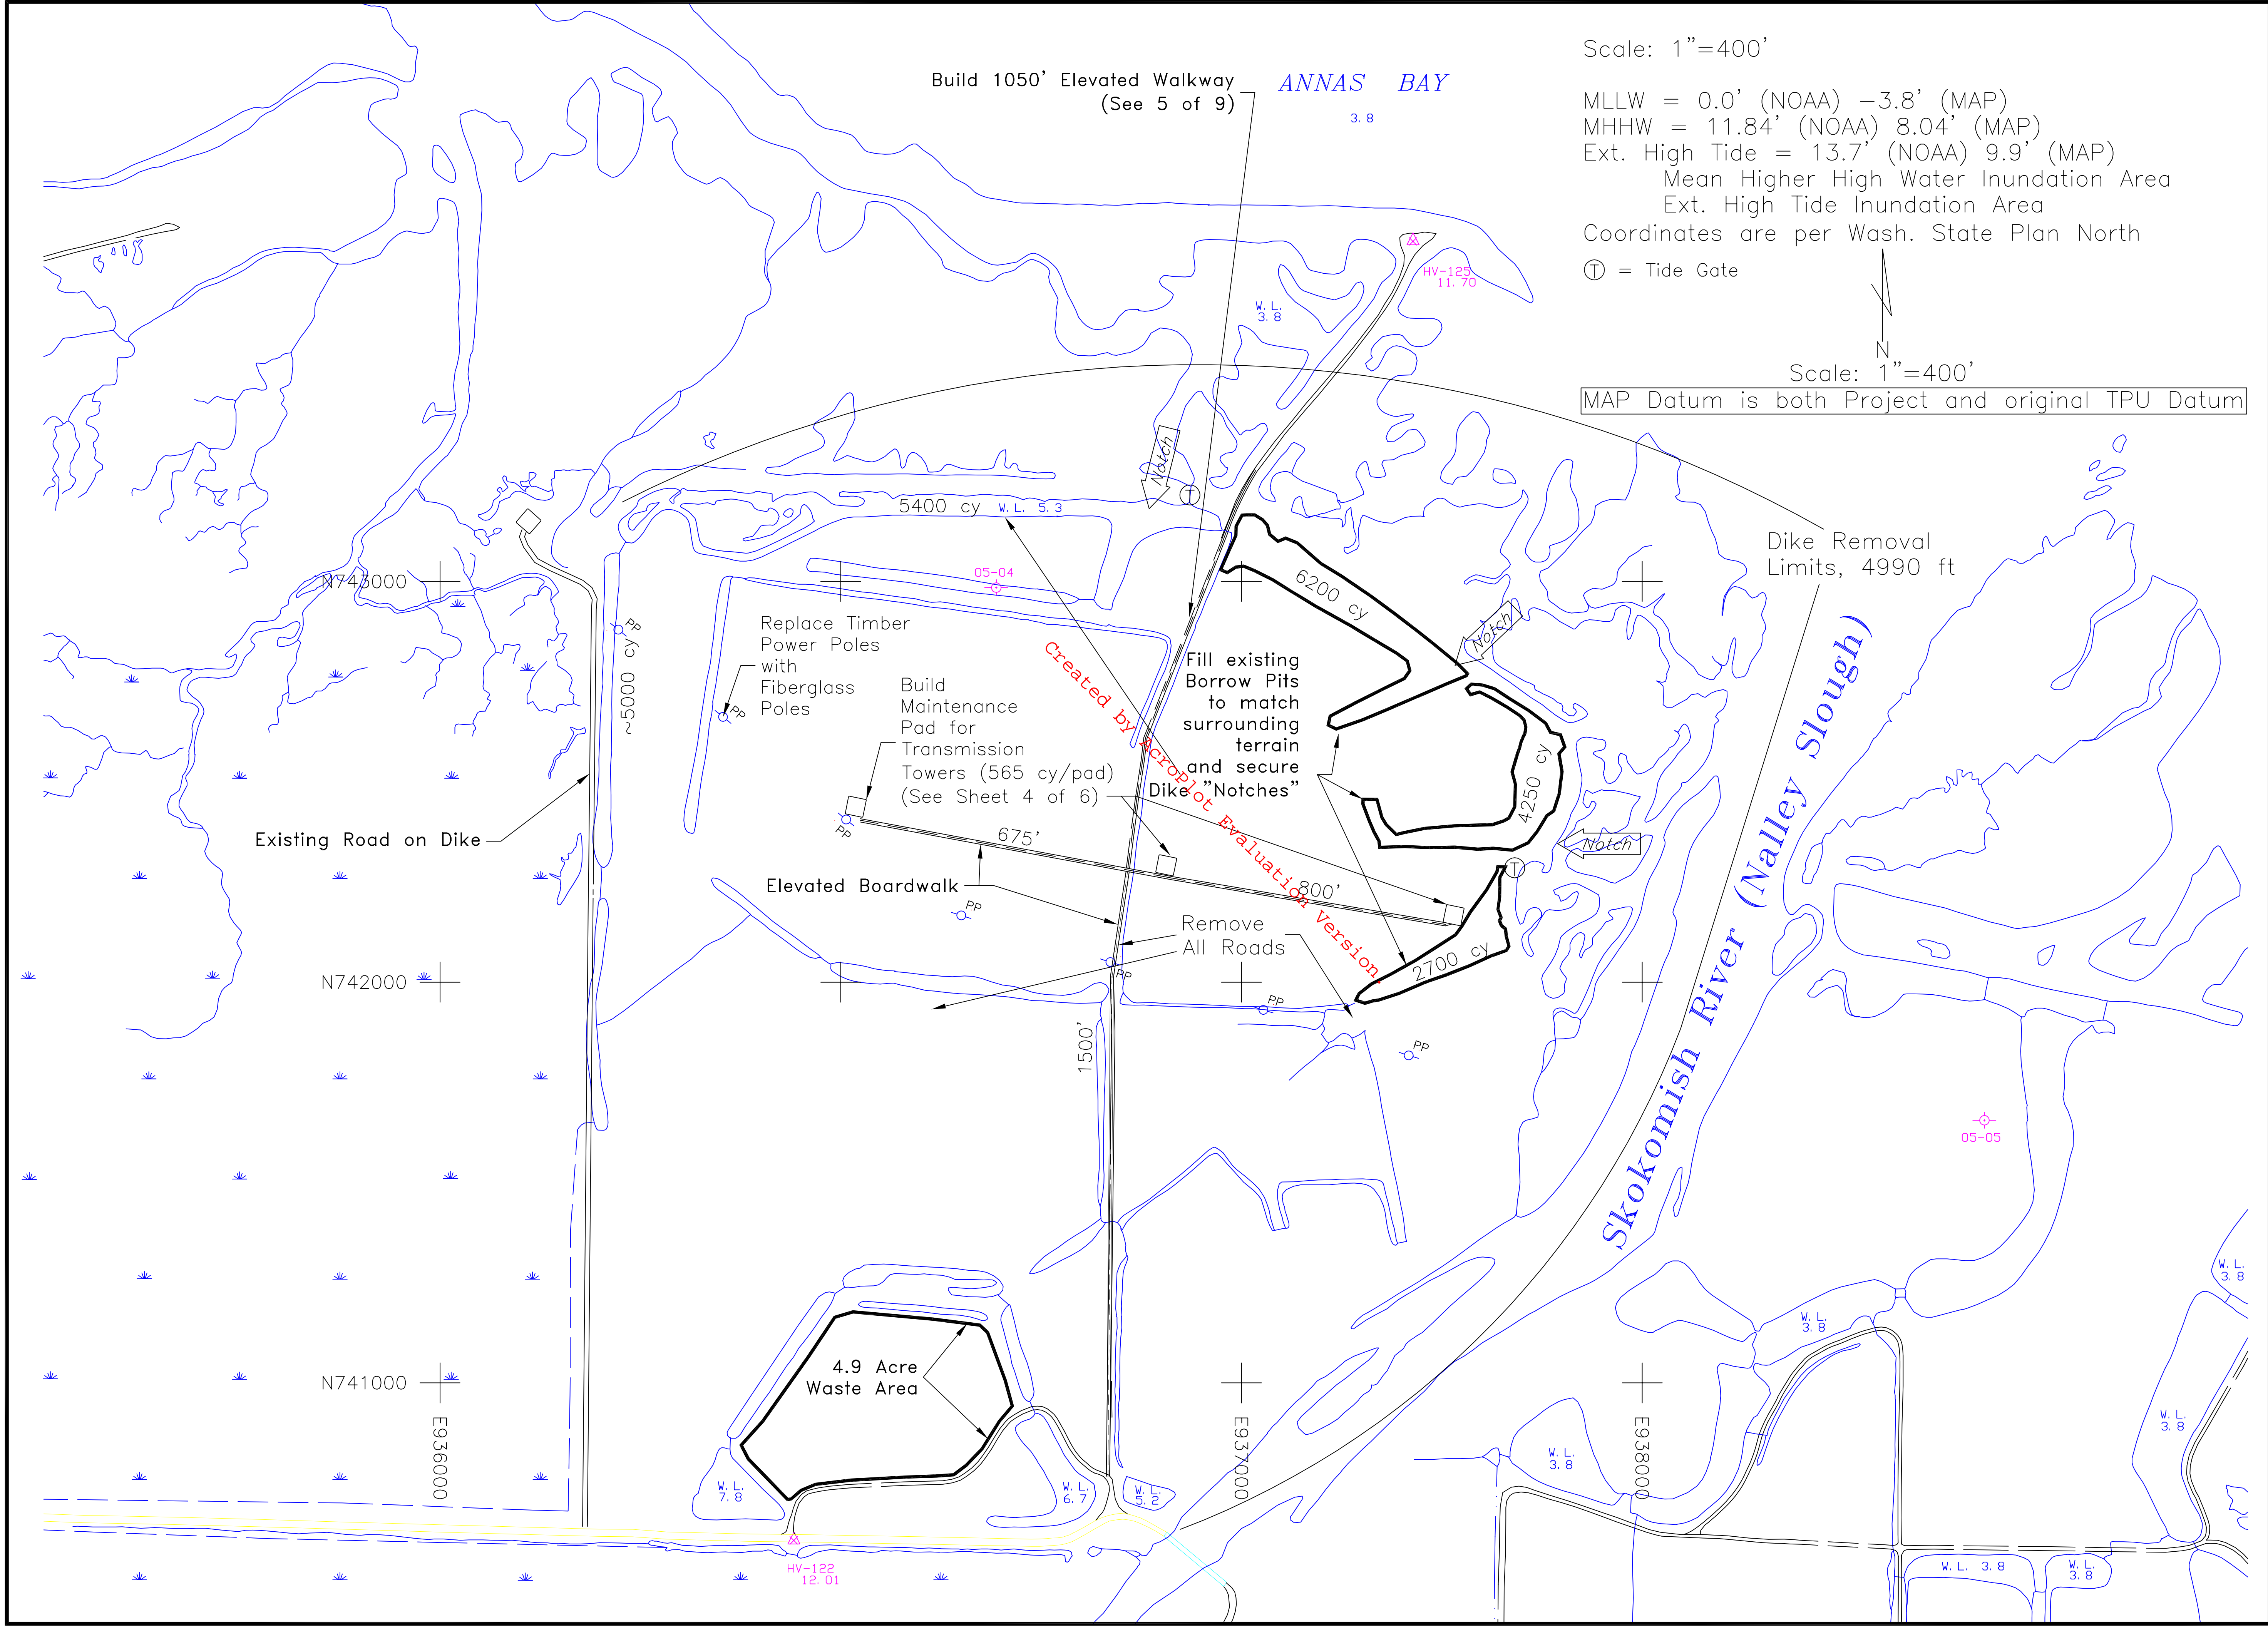 Scale: 1"=400'
MLLW = 0.0' (NOAA) -3.8' (MAP)
MHHW = 11.84' (NOAA) 8.04' (MAP)
Ext. High Tide = 13.7' (NOAA) 9.9' (MAP)
Mean Higher High Water Inundation Area
Ext. High Tide Inundation Area
Coordinates are per Wash. State Plan North
T = Tide Gate
N
Scale: 1"=400'
MAP Datum is both Project and original TPU Datum
Build 1050' Elevated Walkway
(See 5 of 9)
ANNAS BAY
3.8
HV-125
11.70
W.L.
3.8
Notch
T
5400 cy
W.L. 5.3
Dike Removal
Limits, 4990 ft
N743000
05-04
6200 cy
Notch
PP
~5000 cy
Replace Timber
Power Poles
with
Fiberglass
Poles
PP
Build
Maintenance
Pad for
Transmission
Towers (565 cy/pad)
(See Sheet 4 of 6)
Fill existing
Borrow Pits
to match
surrounding
terrain
and secure
Dike "Notches"
Created by AcroPlot Evaluation Version.
4250 cy
Notch
T
PP
675'
800'
Existing Road on Dike
Elevated Boardwalk
PP
Remove
All Roads
2700 cy
PP
N742000
PP
PP
1500'
Skokomish River (Nalley Slough)
05-05
W.L.
3.8
W.L.
3.8
4.9 Acre
Waste Area
N741000
E936000
E937000
E938000
W.L.
3.8
W.L.
3.8
W.L.
7.8
W.L.
6.7
W.L.
5.2
HV-122
12.01
W.L. 3.8
W.L.
3.8